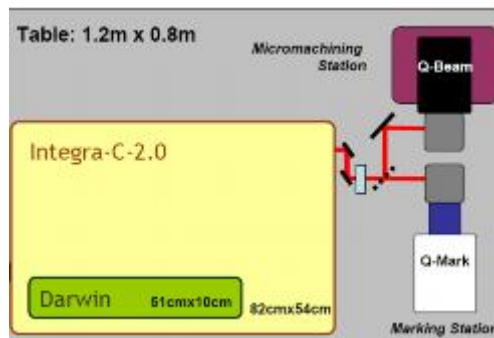 Table: 1.2m x 0.8m
Micromachining
Station
Q-Beam
Integra-C-2.0
Q-Mark
Darwin
61cmx10cm
82cmx54cm
Marking Station